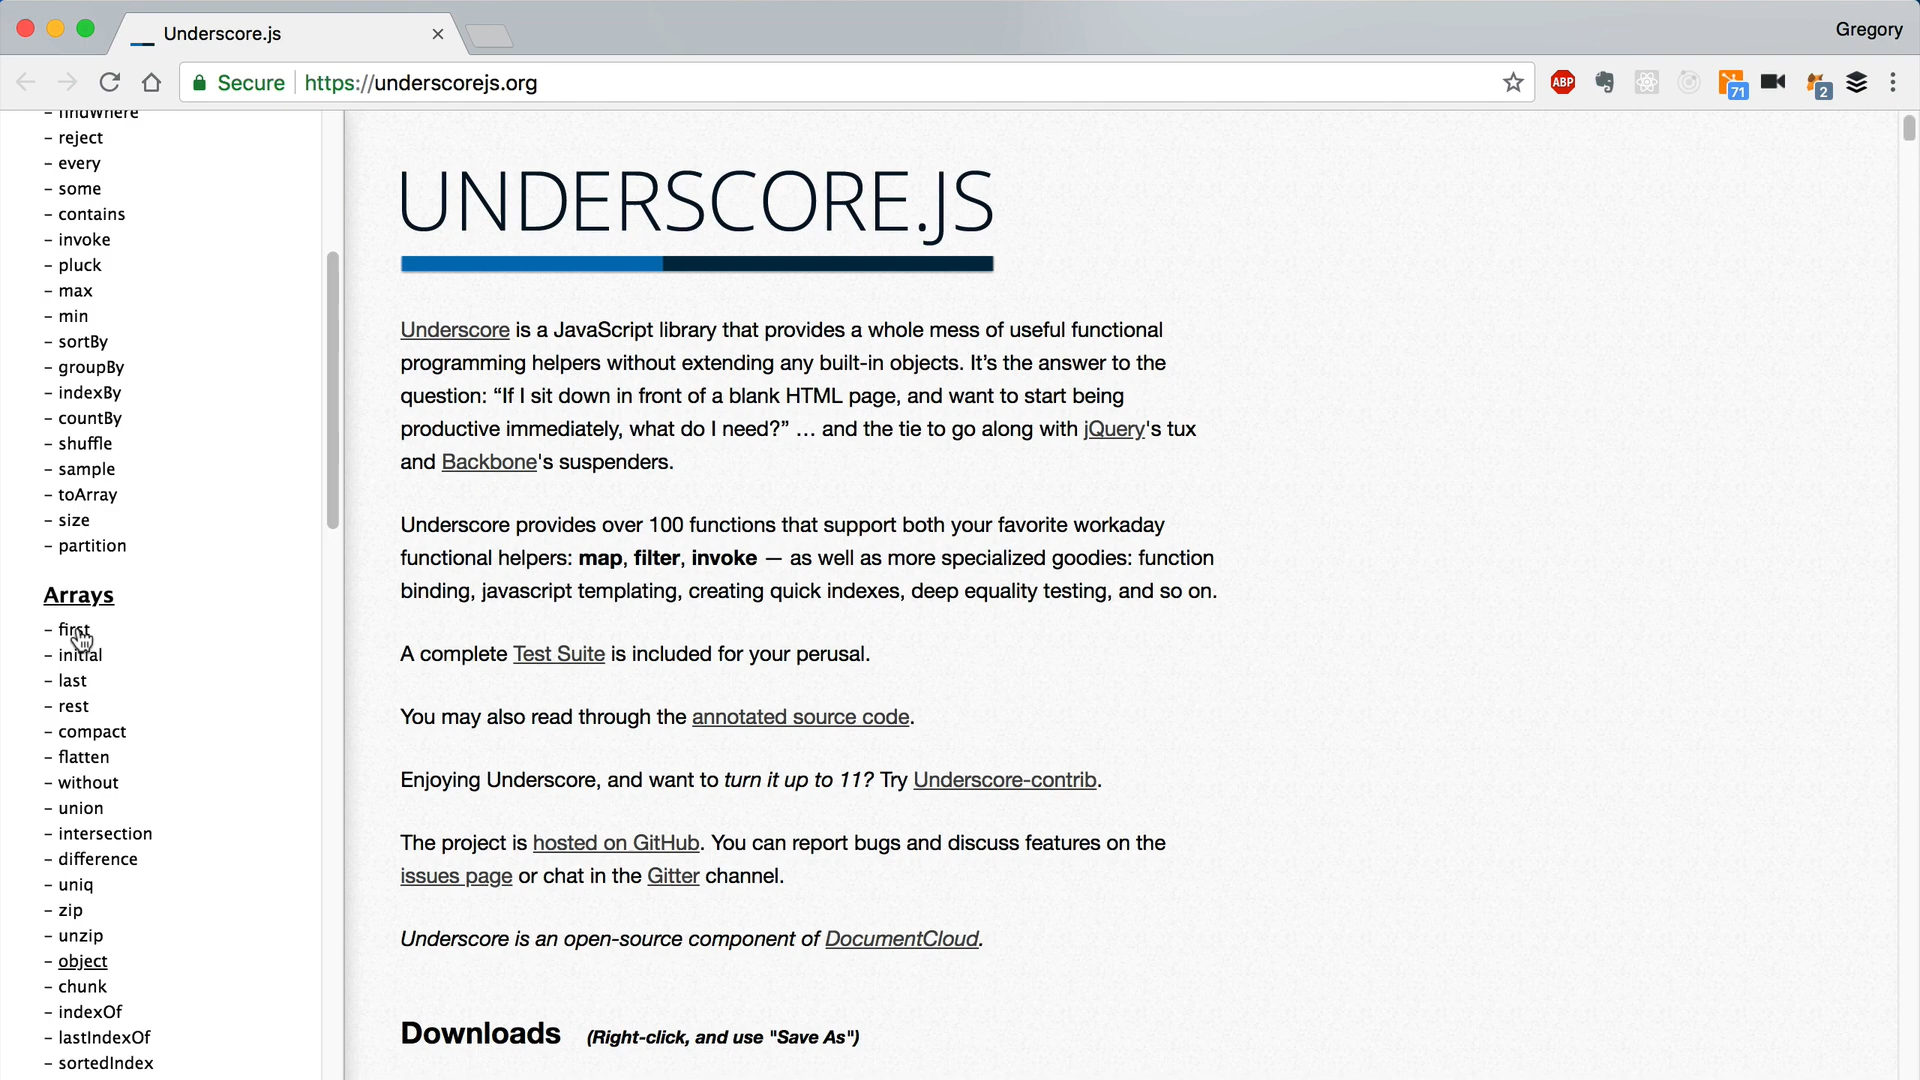 Underscore.js
Gregory
Secure
https://underscorejs.org
ABP
71
2
- findWhere
- reject
- every
- some
- contains
- invoke
- pluck
- max
- min
- sortBy
- groupBy
- indexBy
- countBy
- shuffle
- sample
- toArray
- size
- partition
Arrays
- first
- initial
- last
- rest
- compact
- flatten
- without
- union
- intersection
- difference
- uniq
- zip
- unzip
- object
- chunk
- indexOf
- lastIndexOf
- sortedIndex
UNDERSCORE.JS
Underscore is a JavaScript library that provides a whole mess of useful functional
programming helpers without extending any built-in objects. It’s the answer to the
question: “If I sit down in front of a blank HTML page, and want to start being
productive immediately, what do I need?” … and the tie to go along with jQuery's tux
and Backbone's suspenders.
Underscore provides over 100 functions that support both your favorite workaday
functional helpers: map, filter, invoke — as well as more specialized goodies: function
binding, javascript templating, creating quick indexes, deep equality testing, and so on.
A complete Test Suite is included for your perusal.
You may also read through the annotated source code.
Enjoying Underscore, and want to turn it up to 11? Try Underscore-contrib.
The project is hosted on GitHub. You can report bugs and discuss features on the
issues page or chat in the Gitter channel.
Underscore is an open-source component of DocumentCloud.
Downloads (Right-click, and use "Save As")